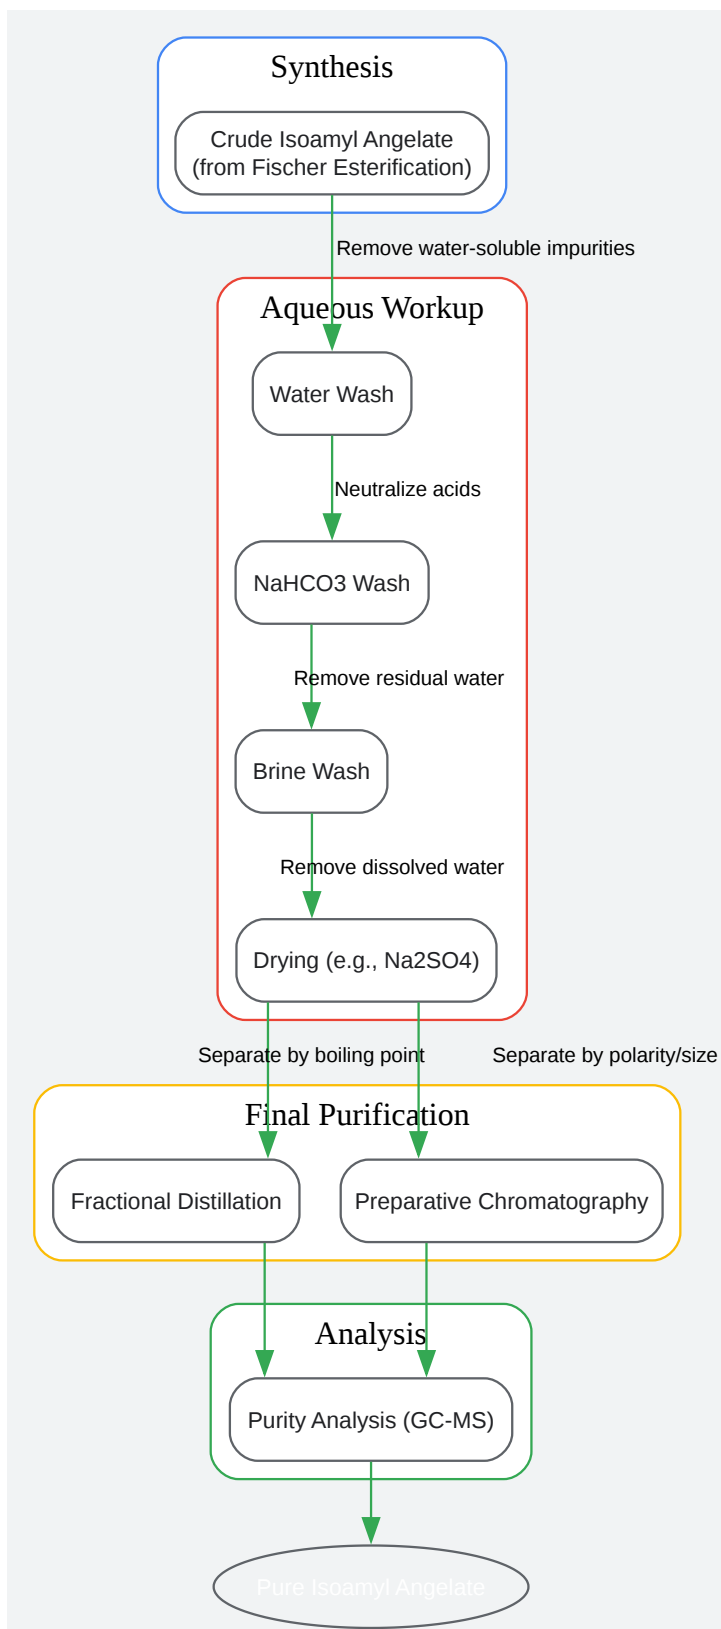 Synthesis
Crude Isoamyl Angelate
(from Fischer Esterification)
Remove water-soluble impurities
Aqueous Workup
Water Wash
Neutralize acids
NaHCO3 Wash
Remove residual water
Brine Wash
Remove dissolved water
Drying (e.g., Na2SO4)
Separate by boiling point
Separate by polarity/size
Final Purification
Fractional Distillation
Preparative Chromatography
Analysis
Purity Analysis (GC-MS)
Pure Isoamyl Angelate